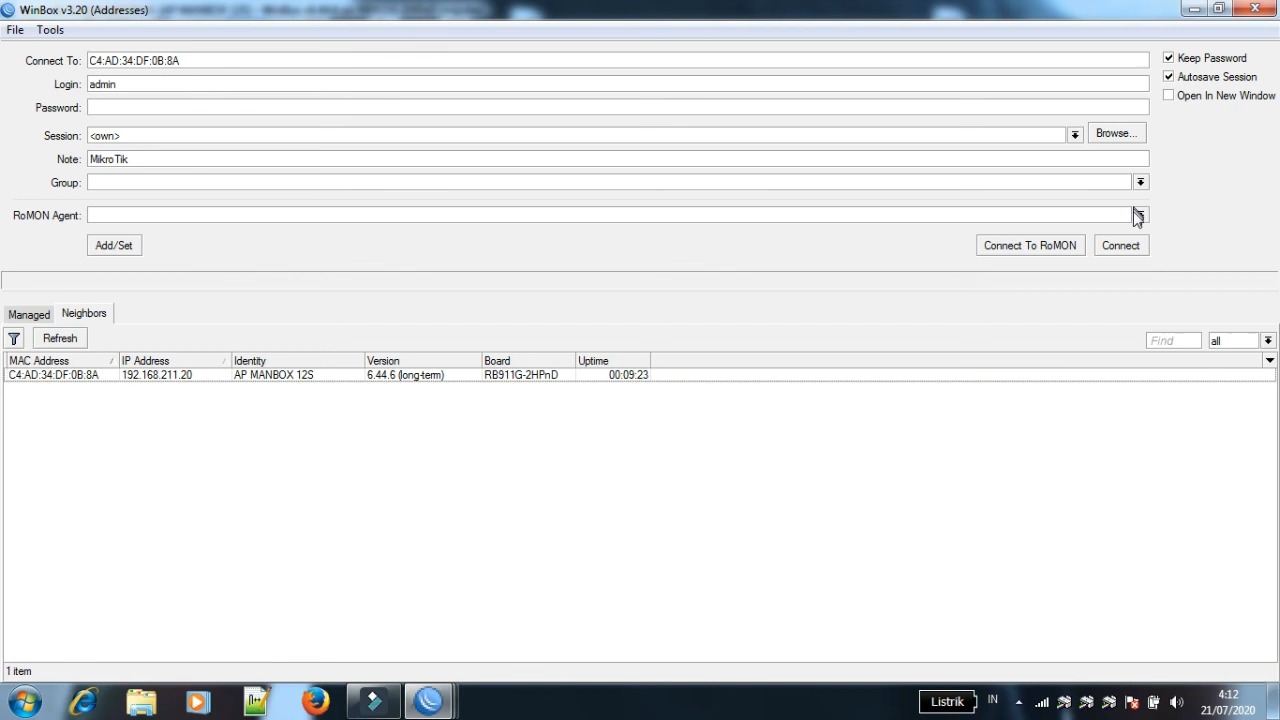 WinBox v3.20 (Addresses)
File Tools
Connect To: C4:AD:34:DF:0B:8A
Keep Password
Login: admin
Autosave Session
Password:
Open In New Window
Session: <own>
Browse...
Note: MikroTik
Group:
RoMON Agent:
Add/Set
Connect To RoMON
Connect
Managed Neighbors
Refresh
Find
all
MAC Address IP Address Identity Version Board Uptime
C4:AD:34:DF:0B:8A 192.168.211.20 AP MANBOX 12S 6.44.6 (long-term) RB911G-2HPnD 00:09:23
1 item
Listrik
IN
4:12
21/07/2020